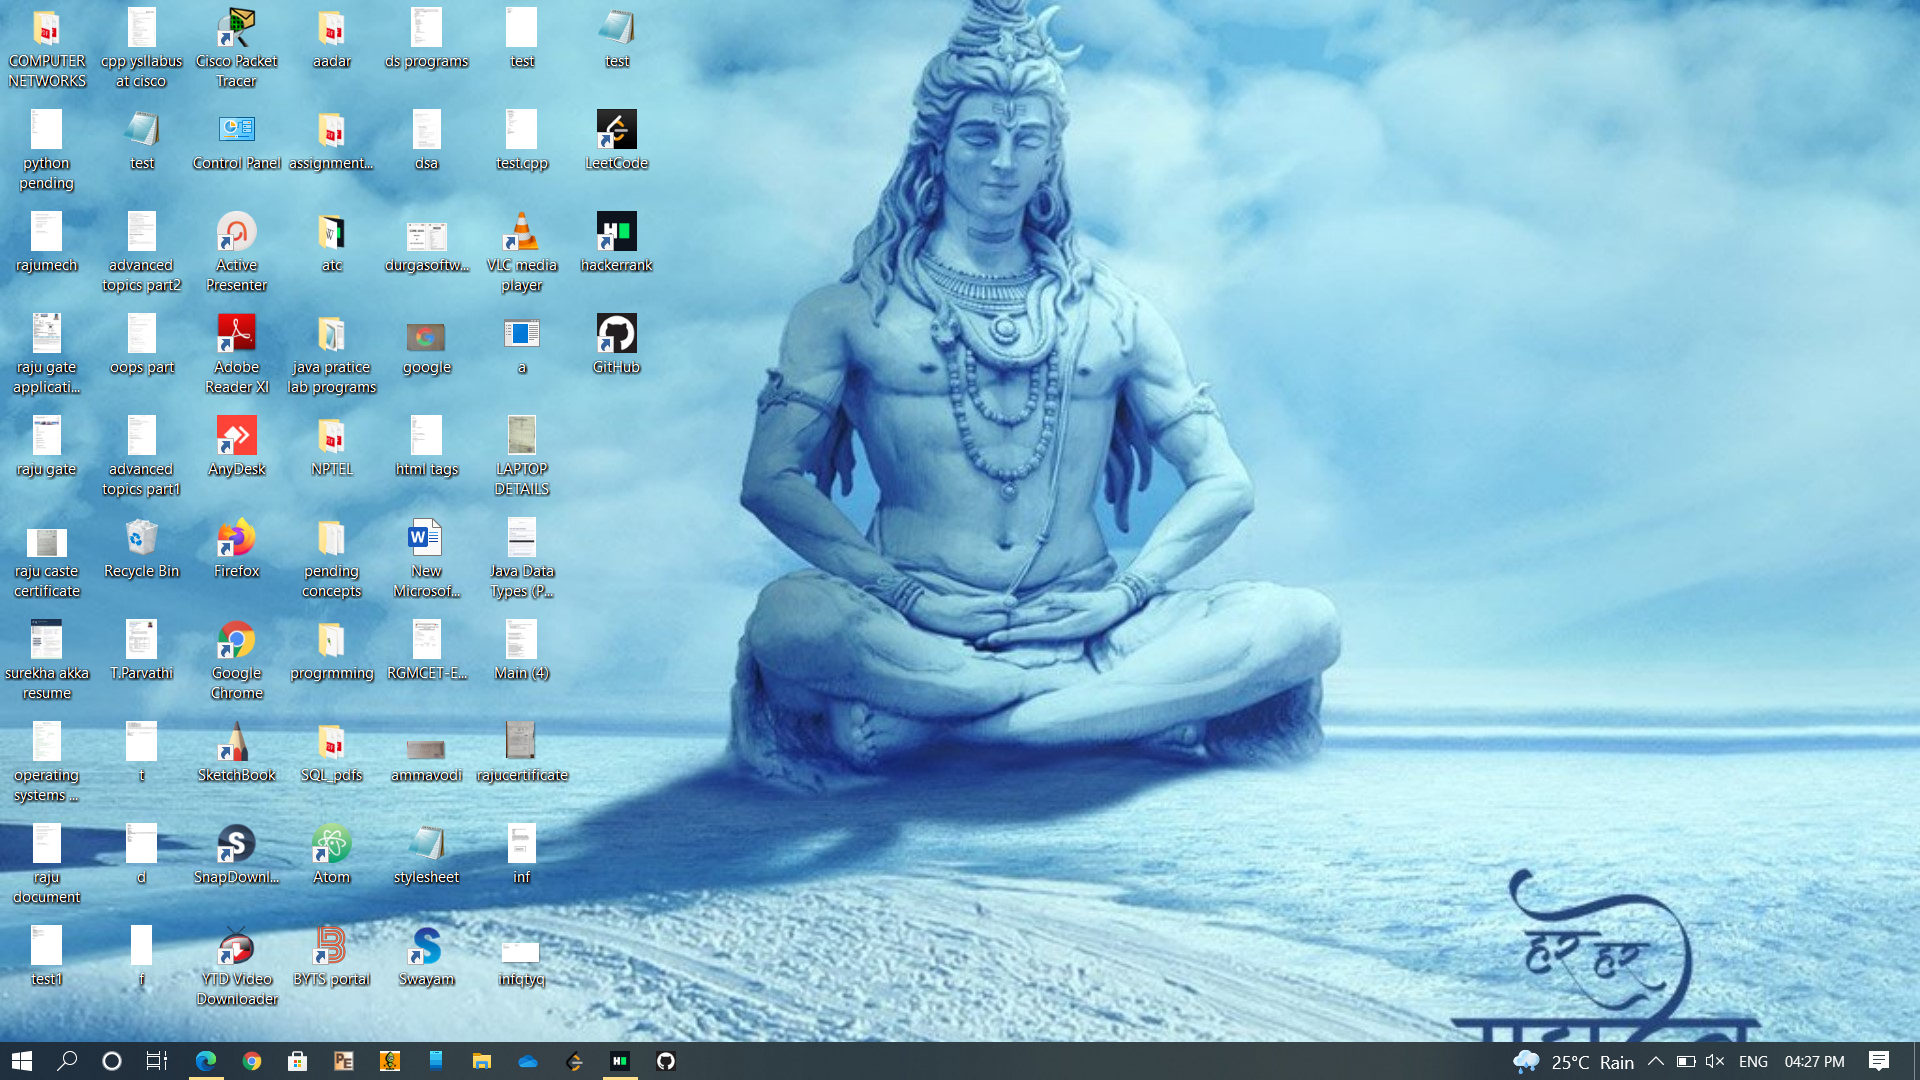 COMPUTER
NETWORKS
cpp ysllabus
at cisco
Cisco Packet
Tracer
aadar
ds programs
test
test
python
pending
test
Control Panel
assignment...
dsa
test.cpp
LeetCode
rajumech
advanced
topics part2
Active
Presenter
atc
durgasoftw...
VLC media
player
hackerrank
raju gate
applicati...
oops part
Adobe
Reader XI
java pratice
lab programs
google
a
GitHub
raju gate
advanced
topics part1
AnyDesk
NPTEL
html tags
LAPTOP
DETAILS
raju caste
certificate
Recycle Bin
Firefox
pending
concepts
New
Microsof...
Java Data
Types (P...
surekha akka
resume
T.Parvathi
Google
Chrome
progrmming
RGMCET-E...
Main (4)
operating
systems ...
t
SketchBook
SQL_pdfs
ammavodi
rajucertificate
raju
document
d
SnapDownl...
Atom
stylesheet
inf
test1
f
YTD Video
Downloader
BYTS portal
Swayam
infqtyq
हर हर
महादेव
25°C Rain
ENG
04:27 PM